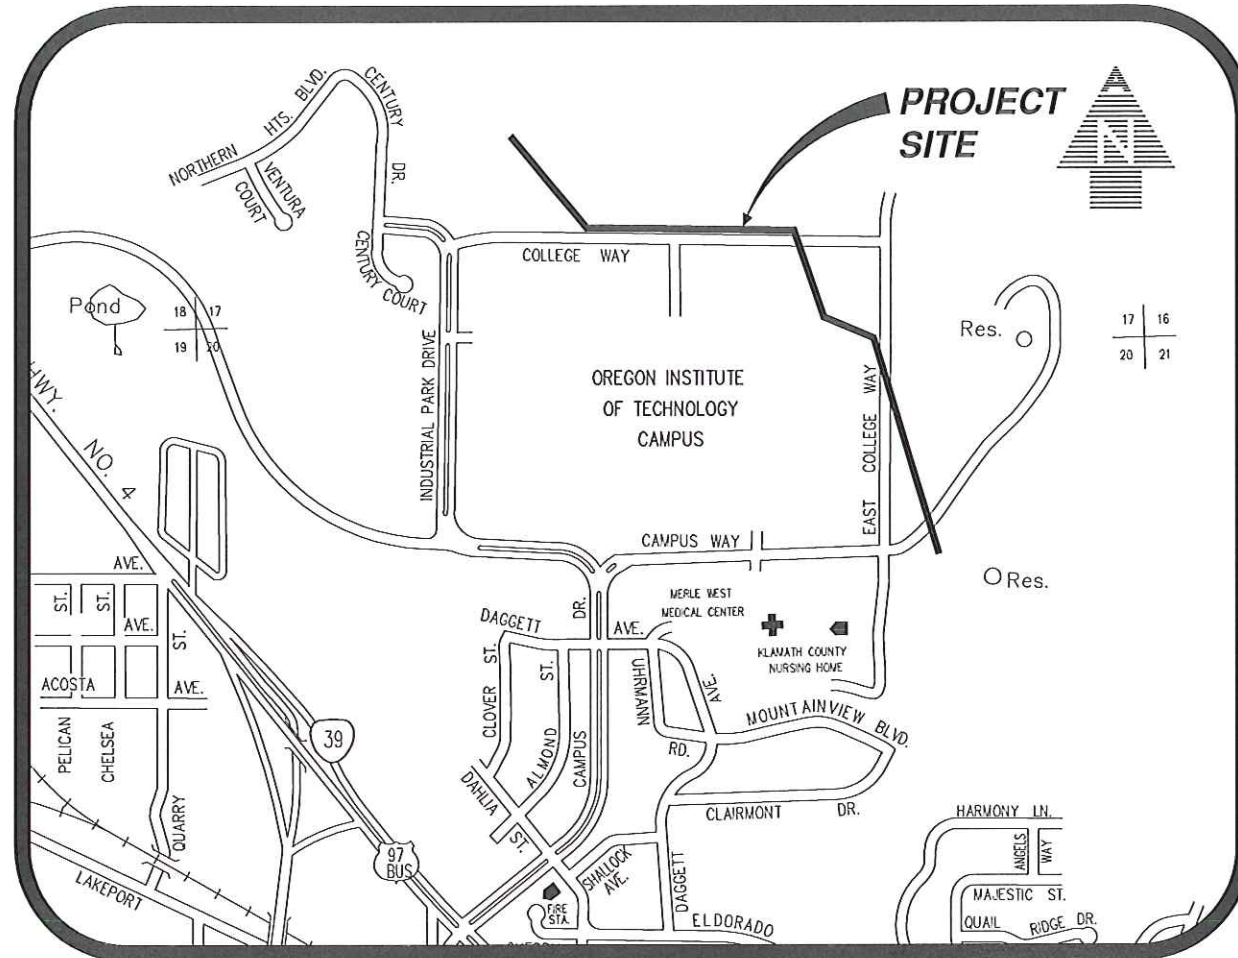 PROJECT
SITE
N
NORTHERN HTS. BLVD.
CENTURY DR.
VENTURA
COURT
CENTURY COURT
COLLEGE WAY
Pond
18 17
19 20
Res.
17 16
20 21
INDUSTRIAL PARK DRIVE
OREGON INSTITUTE
OF TECHNOLOGY
CAMPUS
EAST COLLEGE WAY
HWY. NO. 4
CAMPUS WAY
Res.
AVE.
ST.
ST.
AVE.
ST.
ACOSTA AVE.
PELICAN
CHELSEA
QUARRY
LAKEPORT
MERLE WEST
MEDICAL CENTER
KLAMATH COUNTY
NURSING HOME
DAGGETT AVE.
CLOVER ST.
ALMOND ST.
CAMPUS DR.
UHRMANN
RD.
AVE.
MOUNTAINVIEW BLVD.
39
DAHLIA ST.
CLAIRMONT DR.
97
BUS
SHALLOCK
AVE.
DAGGETT
FIRE
STA.
ELDORADO
HARMONY LN.
ANGELS
WAY
MAJESTIC ST.
QUAIL RIDGE DR.